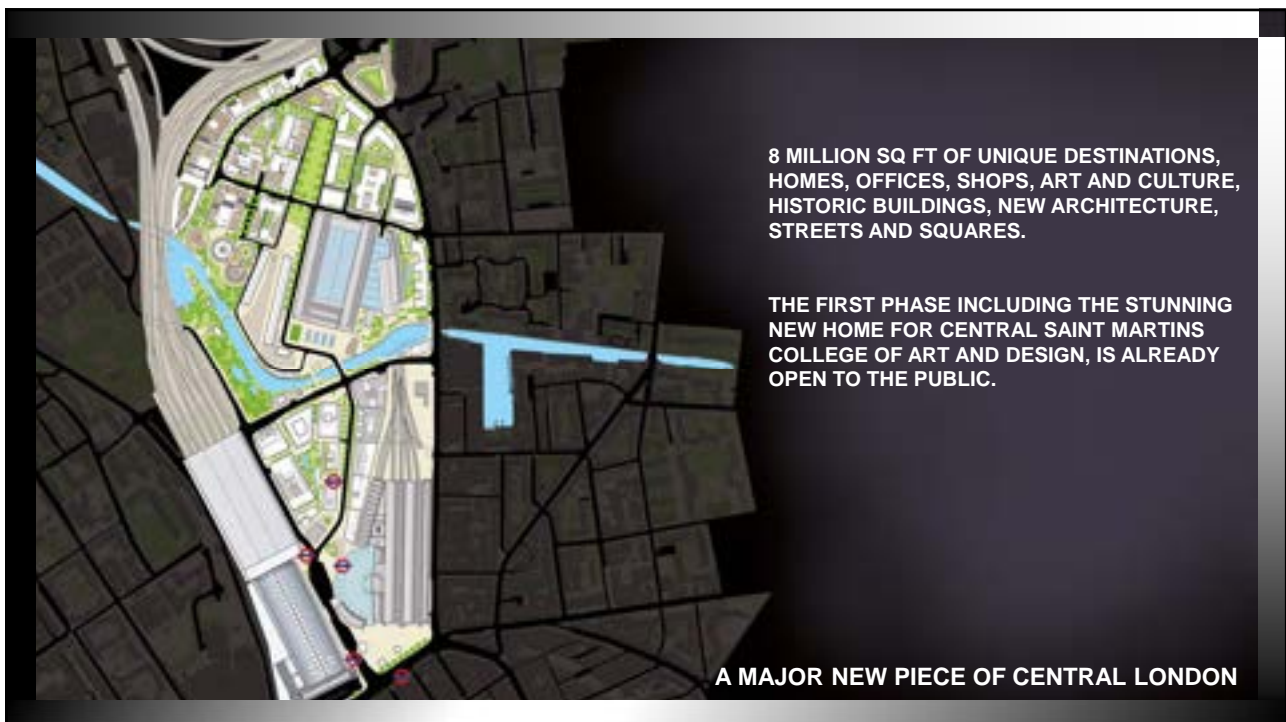 8 MILLION SQ FT OF UNIQUE DESTINATIONS,
HOMES, OFFICES, SHOPS, ART AND CULTURE,
HISTORIC BUILDINGS, NEW ARCHITECTURE,
STREETS AND SQUARES.
THE FIRST PHASE INCLUDING THE STUNNING
NEW HOME FOR CENTRAL SAINT MARTINS
COLLEGE OF ART AND DESIGN, IS ALREADY
OPEN TO THE PUBLIC.
A MAJOR NEW PIECE OF CENTRAL LONDON